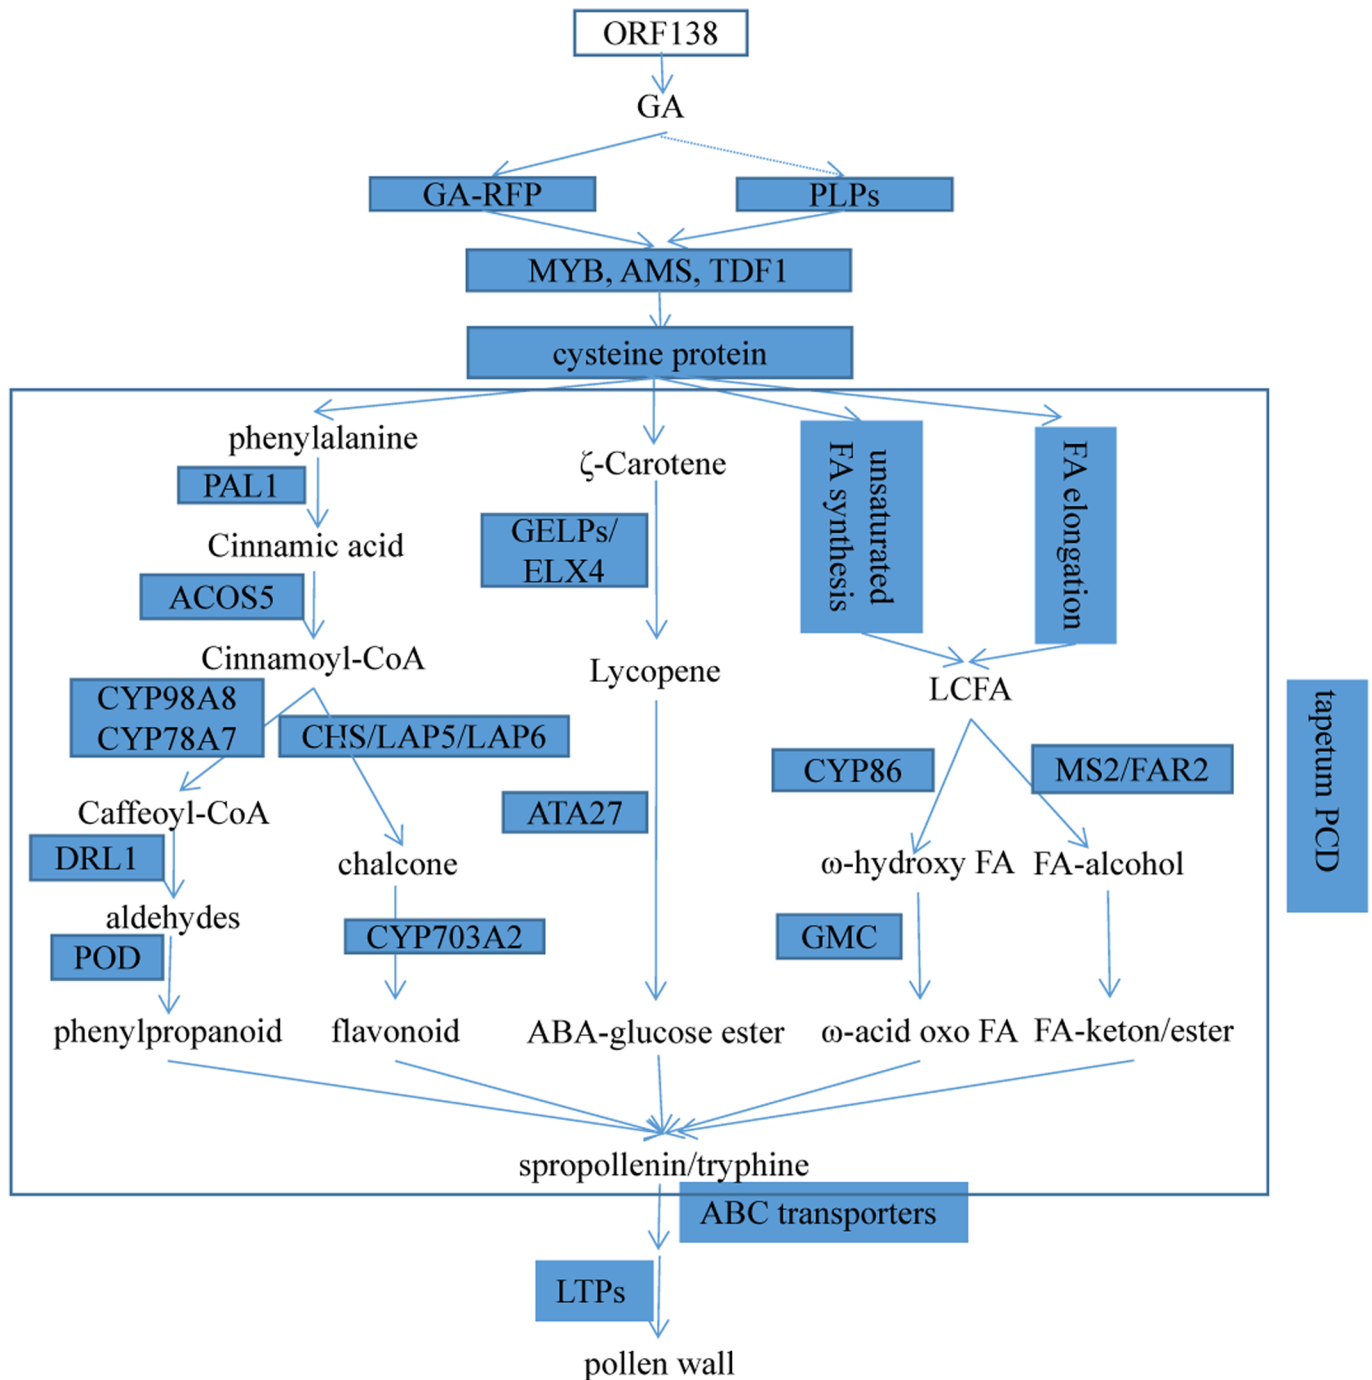 ORF138
GA
GA-RFP
PLPs
MYB, AMS, TDF1
cysteine protein
phenylalanine
PAL1
Cinnamic acid
ACOS5
Cinnamoyl-CoA
CYP98A8
CYP78A7
CHS/LAP5/LAP6
Caffeoyl-CoA
DRL1
aldehydes
POD
phenylpropanoid
chalcone
CYP703A2
flavonoid
ζ-Carotene
GELPs/
ELX4
Lycopene
ATA27
ABA-glucose ester
unsaturated
FA synthesis
FA elongation
LCFA
CYP86
MS2/FAR2
ω-hydroxy FA
FA-alcohol
GMC
ω-acid oxo FA
FA-keton/ester
tapetum PCD
spropollenin/tryphine
ABC transporters
LTPs
pollen wall